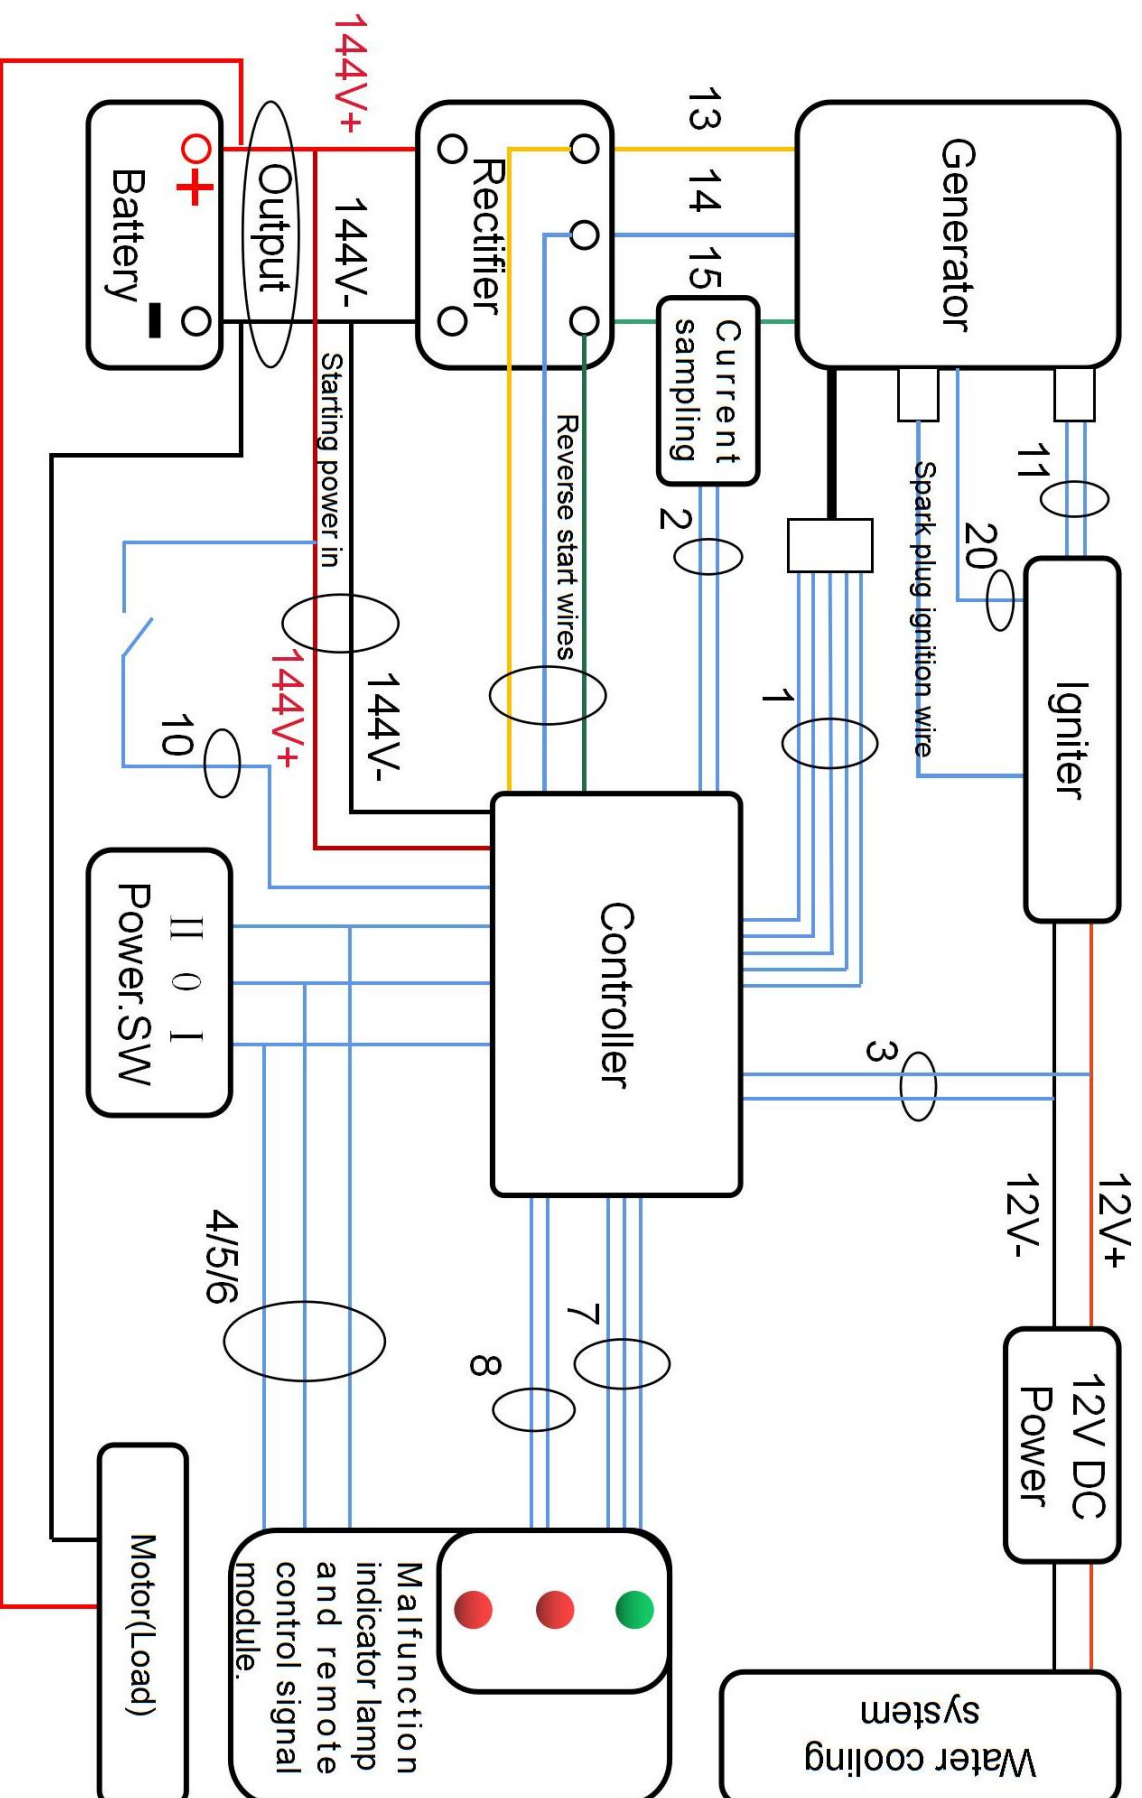 Generator
11
20
Spark plug ignition wire
Igniter
12V+
12V-
12V DC
Power
Water cooling
system
13
14
15
Current
sampling
2
1
3
Rectifier
Reverse start wires
Controller
7
8
144V+
144V-
Output
Starting power in
144V-
144V+
10
+
-
Battery
II 0 I
Power.SW
4/5/6
Malfunction
indicator lamp
and remote
control signal
module.
Motor(Load)